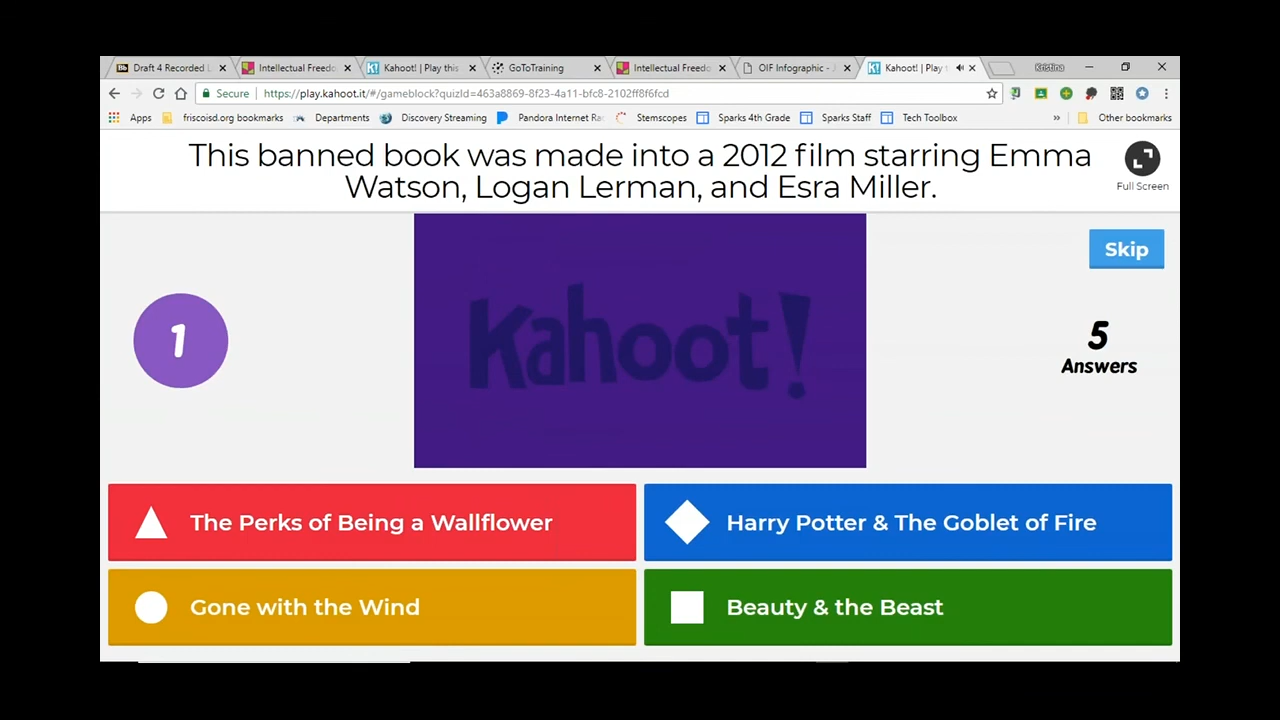 Draft 4 Recorded
Intellectual Freedo
Kahoot! | Play this
GoToTraining
Intellectual Freedo
OIF Infographic -
Kahoot! | Play
Kristina
Secure
https://play.kahoot.it/#/gameblock?quizId=463a8869-8f23-4a11-bfc8-2102ff8f6fcd
Apps
friscoisd.org bookmarks
Departments
Discovery Streaming
Pandora Internet Ra
Stemscopes
Sparks 4th Grade
Sparks Staff
Tech Toolbox
»
Other bookmarks
This banned book was made into a 2012 film starring Emma
Watson, Logan Lerman, and Esra Miller.
Full Screen
Skip
1
Kahoot!
5
Answers
The Perks of Being a Wallflower
Harry Potter & The Goblet of Fire
Gone with the Wind
Beauty & the Beast